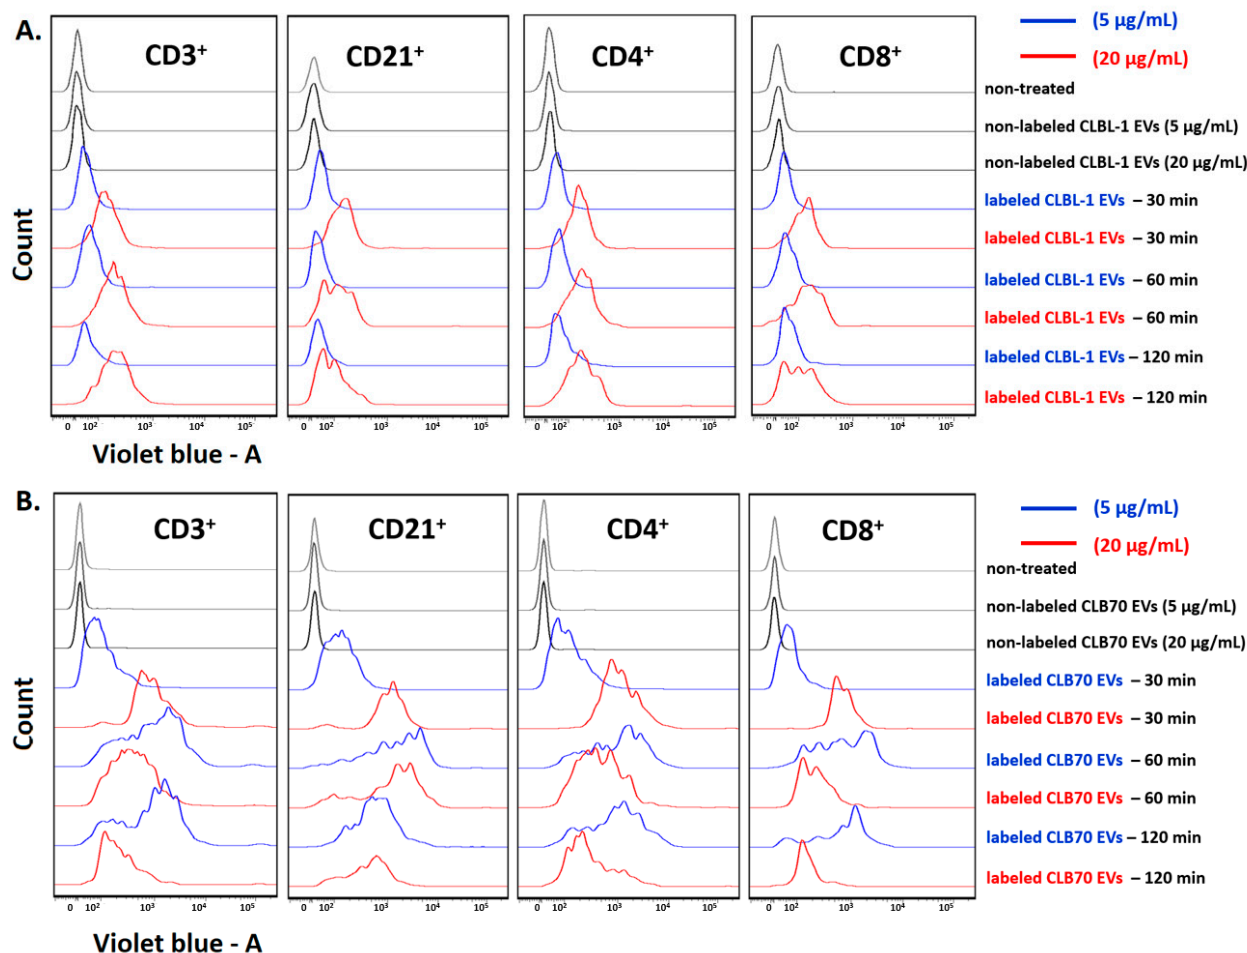 A.
CD3+
CD21+
CD4+
CD8+
(5 µg/mL)
(20 µg/mL)
non-treated
non-labeled CLBL-1 EVs (5 µg/mL)
non-labeled CLBL-1 EVs (20 µg/mL)
labeled CLBL-1 EVs – 30 min
labeled CLBL-1 EVs – 30 min
labeled CLBL-1 EVs – 60 min
labeled CLBL-1 EVs – 60 min
labeled CLBL-1 EVs – 120 min
labeled CLBL-1 EVs – 120 min
Count
0 10² 10³ 10⁴ 10⁵
0 10² 10³ 10⁴ 10⁵
0 10² 10³ 10⁴ 10⁵
0 10² 10³ 10⁴ 10⁵
Violet blue - A
B.
CD3+
CD21+
CD4+
CD8+
(5 µg/mL)
(20 µg/mL)
non-treated
non-labeled CLB70 EVs (5 µg/mL)
non-labeled CLB70 EVs (20 µg/mL)
labeled CLB70 EVs – 30 min
labeled CLB70 EVs – 30 min
labeled CLB70 EVs – 60 min
labeled CLB70 EVs – 60 min
labeled CLB70 EVs – 120 min
labeled CLB70 EVs – 120 min
Count
0 10² 10³ 10⁴ 10⁵
0 10² 10³ 10⁴ 10⁵
0 10² 10³ 10⁴ 10⁵
0 10² 10³ 10⁴ 10⁵
Violet blue - A